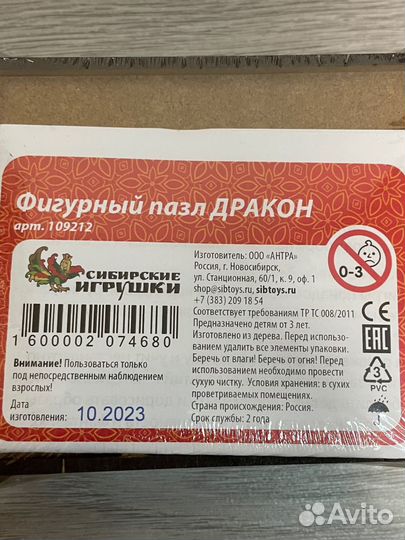 Фигурный пазл ДРАКОН
арт. 109212
СИБИРСКИЕ
ИГРУШКИ
Изготовитель: ООО «АНТРА»
Россия, г. Новосибирск,
ул. Станционная, 60/1, к. 9, оф. 1
shop@sibtoys.ru, sibtoys.ru
+7 (383) 209 18 54
0-3
1 600002 074680
Соответствует требованиям ТР ТС 008/2011
Предназначено детям от 3 лет.
Изготовлено из дерева. Перед использо-
ванием удалить все элементы упаковки.
Беречь от влаги! Беречь от огня! Перед
использованием необходимо провести
сухую чистку. Условия хранения: в сухих
проветриваемых помещениях.
Страна происхождения: Россия.
Срок службы: 2 года
CE
EAC
3
PVC
Внимание! Пользоваться только
под непосредственным наблюдением
взрослых!
Дата
изготовления: 10.2023
Avito